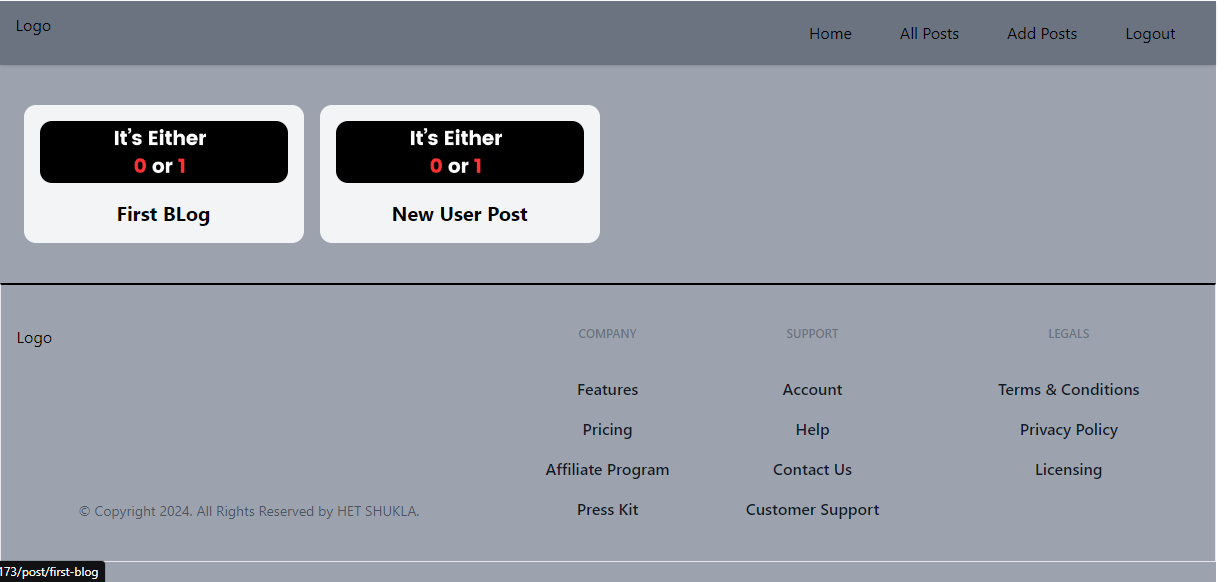 Logo
Home All Posts Add Posts Logout
It’s Either
0 or 1
First BLog
It’s Either
0 or 1
New User Post
Logo
COMPANY
Features
Pricing
Affiliate Program
Press Kit
SUPPORT
Account
Help
Contact Us
Customer Support
LEGALS
Terms & Conditions
Privacy Policy
Licensing
© Copyright 2024. All Rights Reserved by HET SHUKLA.
173/post/first-blog